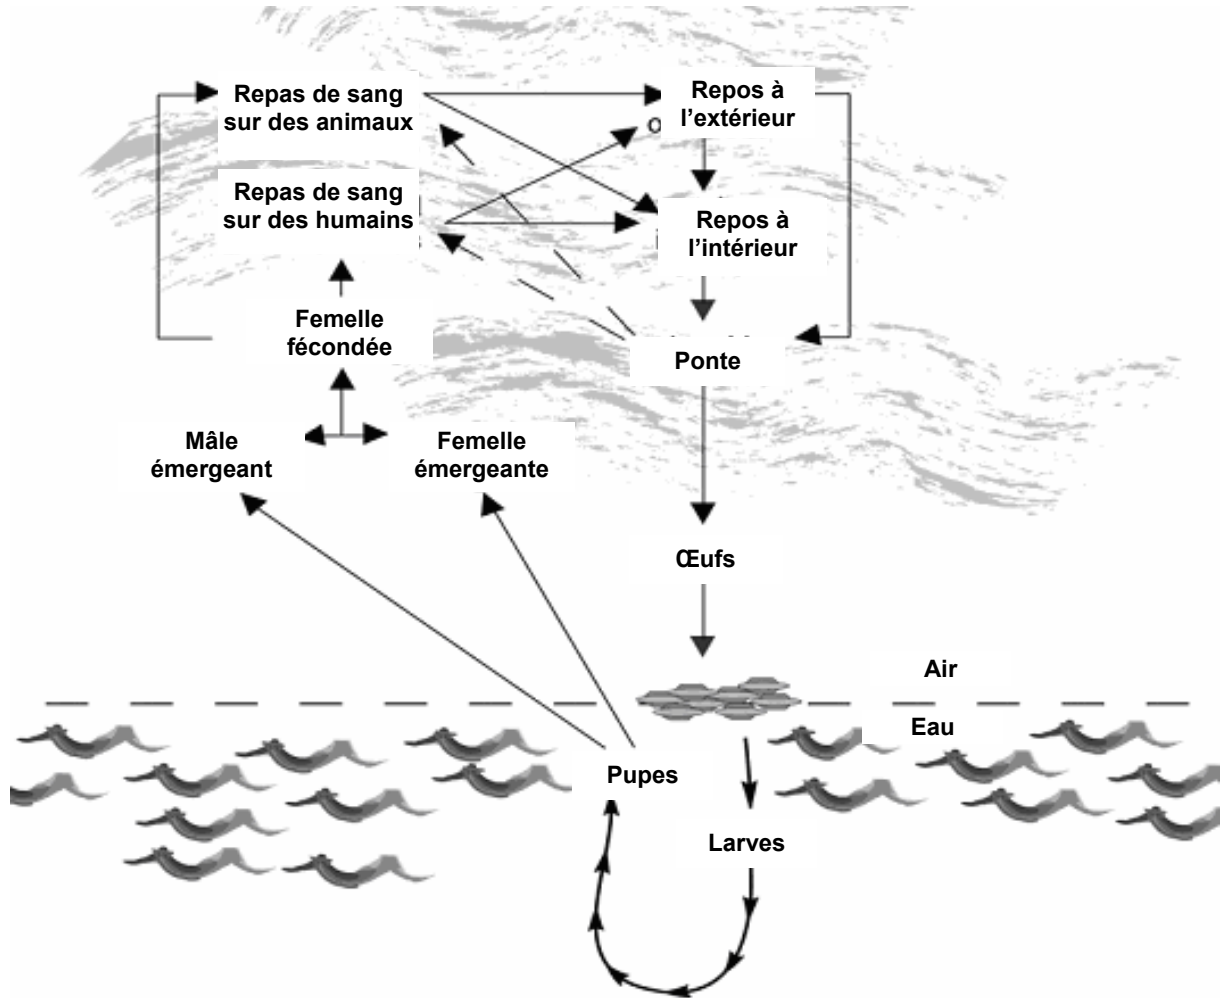 Repas de sang
sur des animaux
Repos à
l'extérieur
Repas de sang
sur des humains
Repos à
l'intérieur
Femelle
fécondée
Ponte
Mâle
émergeant
Femelle
émergeante
Œufs
Air
Eau
Pupes
Larves